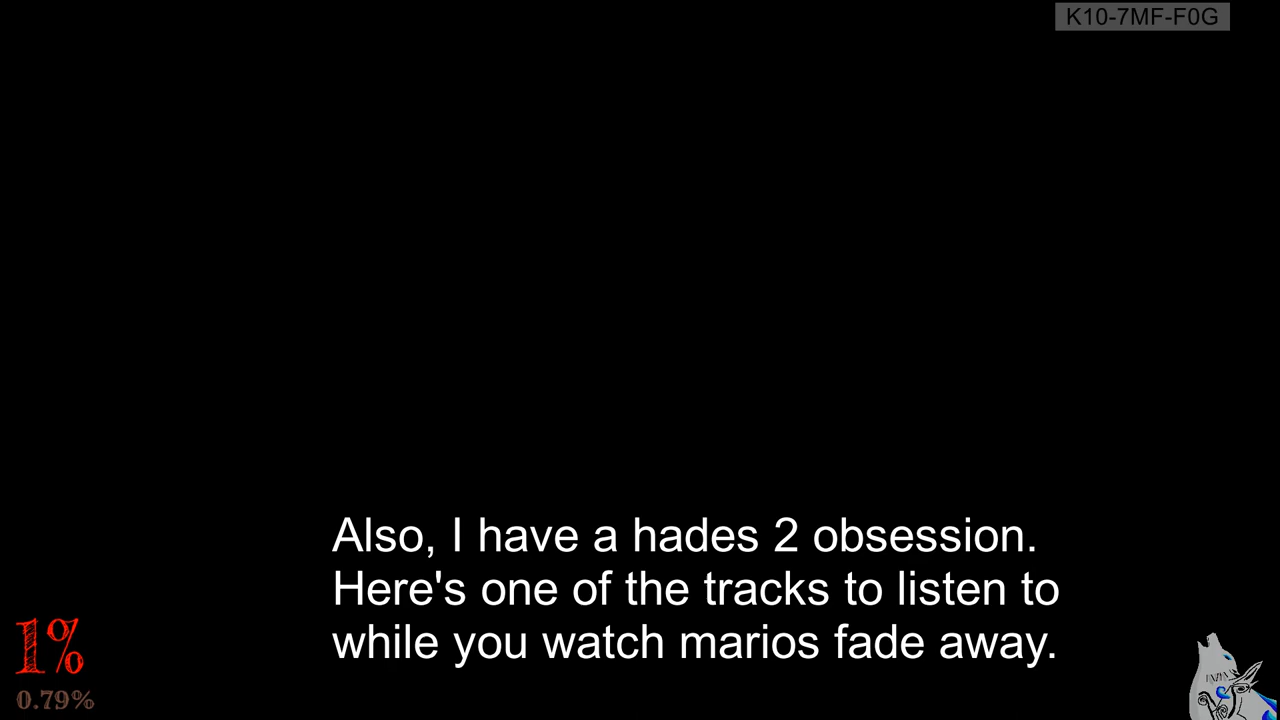 K10-7MF-F0G
Also, I have a hades 2 obsession.
Here's one of the tracks to listen to
while you watch marios fade away.
1%
0.79%